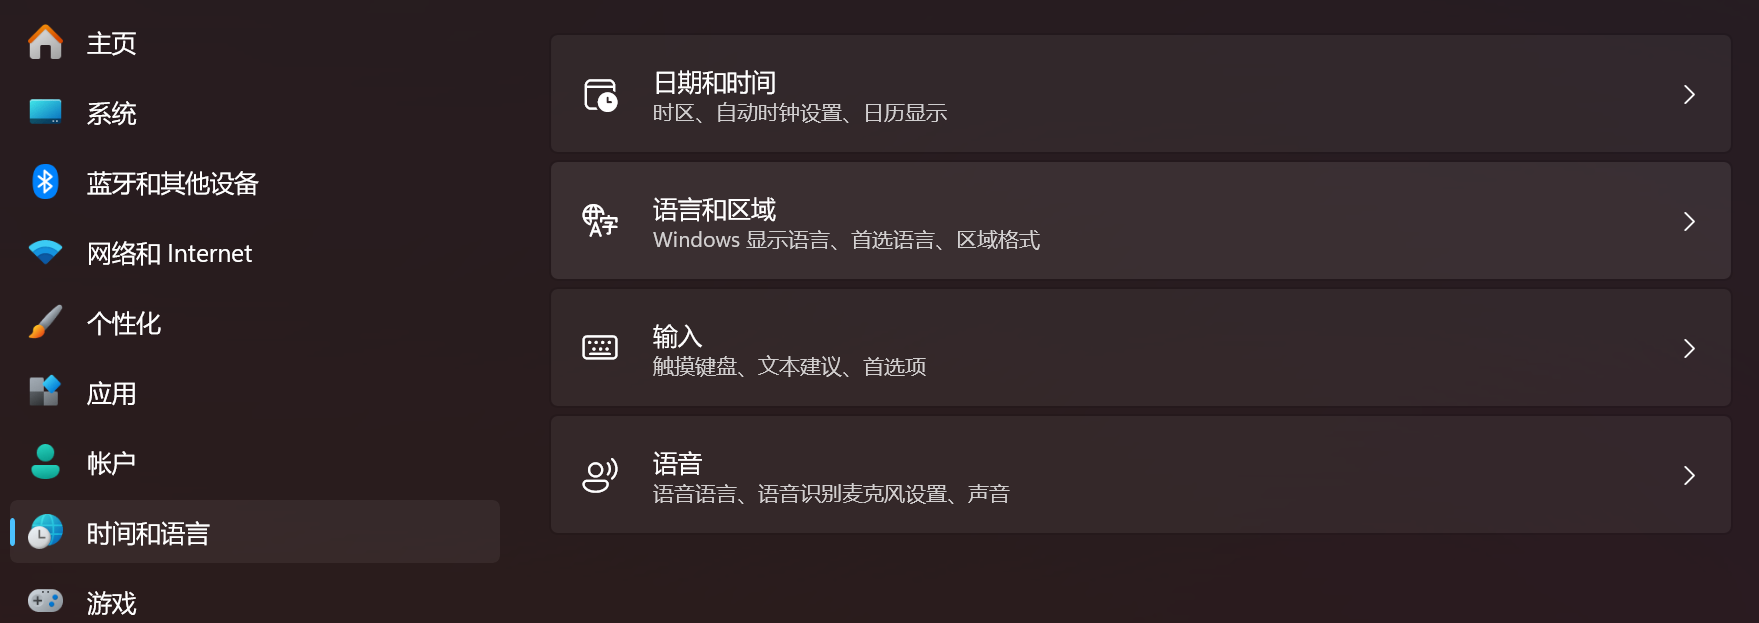 主页
系统
蓝牙和其他设备
网络和 Internet
个性化
应用
帐户
时间和语言
游戏
日期和时间
时区、自动时钟设置、日历显示
语言和区域
Windows 显示语言、首选语言、区域格式
输入
触摸键盘、文本建议、首选项
语音
语音语言、语音识别麦克风设置、声音